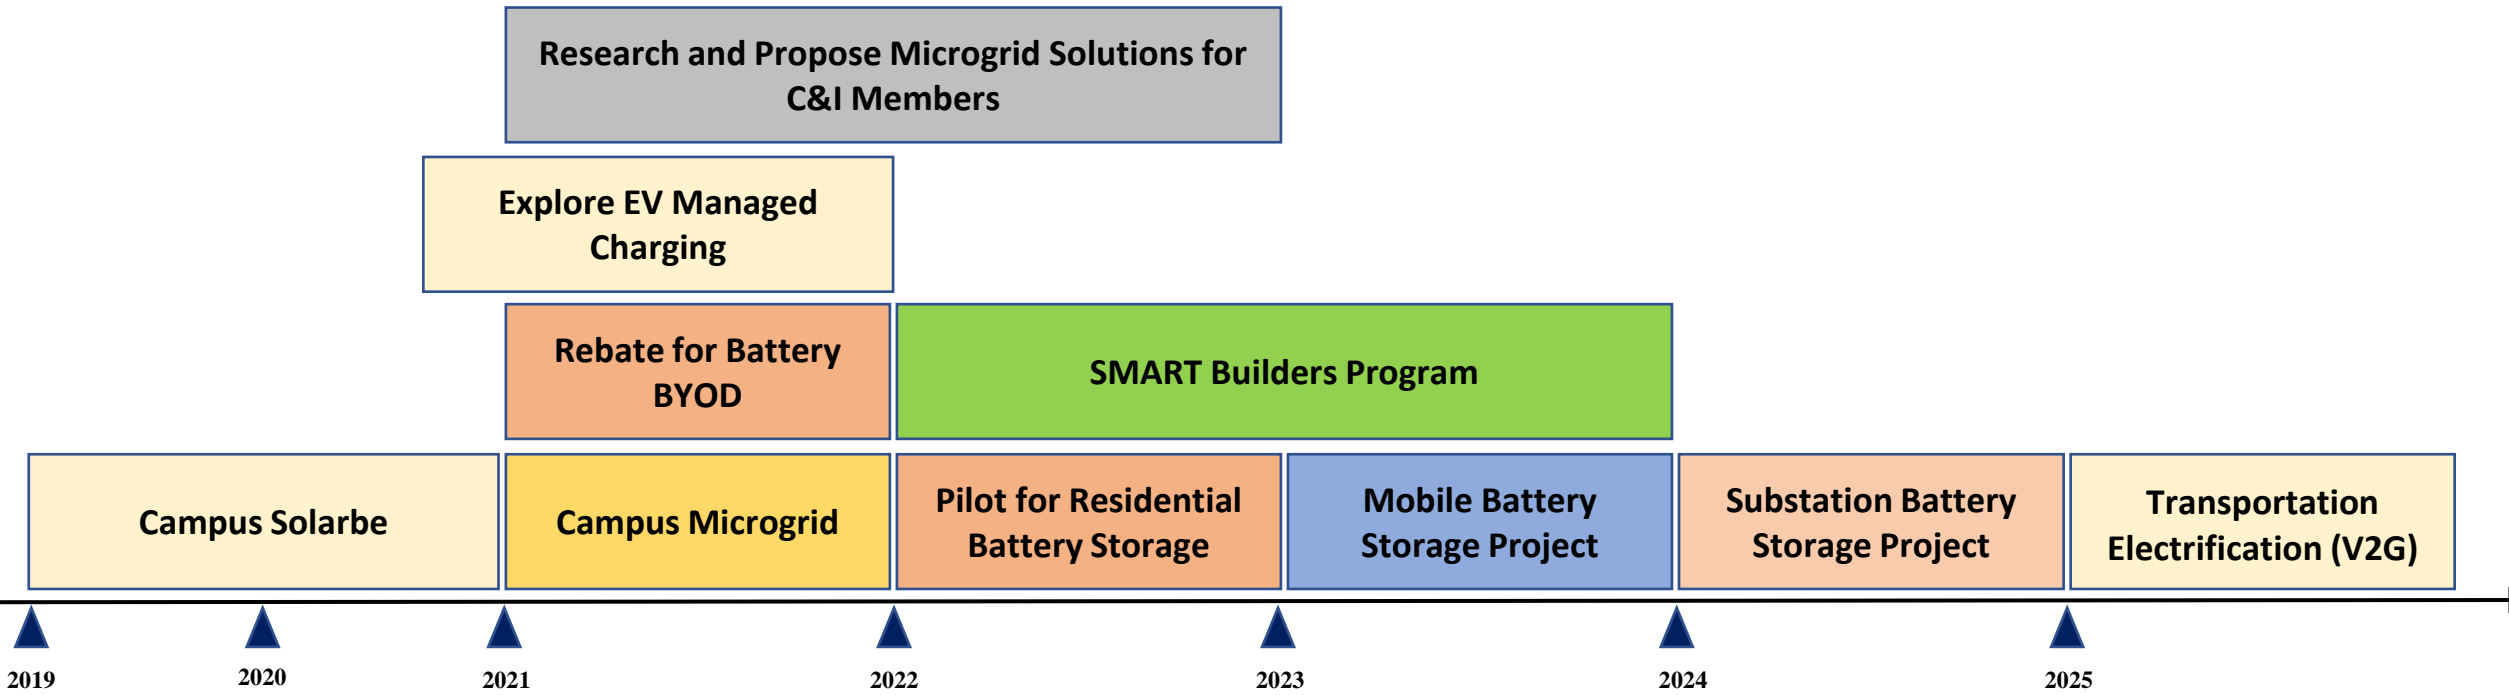 Research and Propose Microgrid Solutions for
C&I Members
Explore EV Managed
Charging
Rebate for Battery
BYOD
SMART Builders Program
Campus Solarbe
Campus Microgrid
Pilot for Residential
Battery Storage
Mobile Battery
Storage Project
Substation Battery
Storage Project
Transportation
Electrification (V2G)
2019
2020
2021
2022
2023
2024
2025